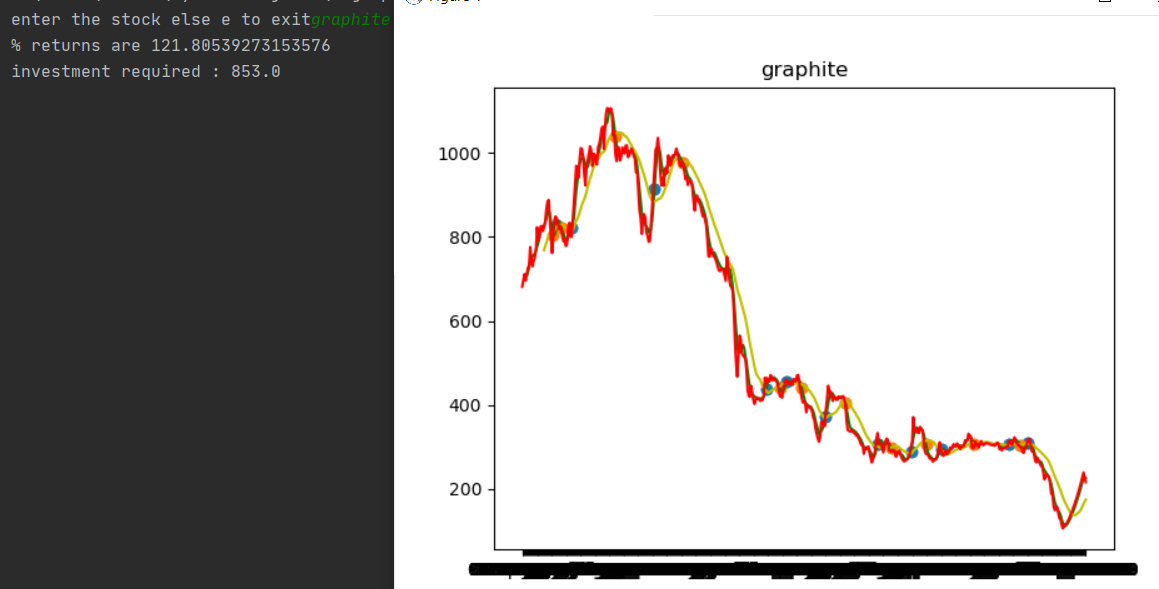 enter the stock else e to exitgraphite
% returns are 121.80539273153576
investment required : 853.0
graphite
1000
800
600
400
200